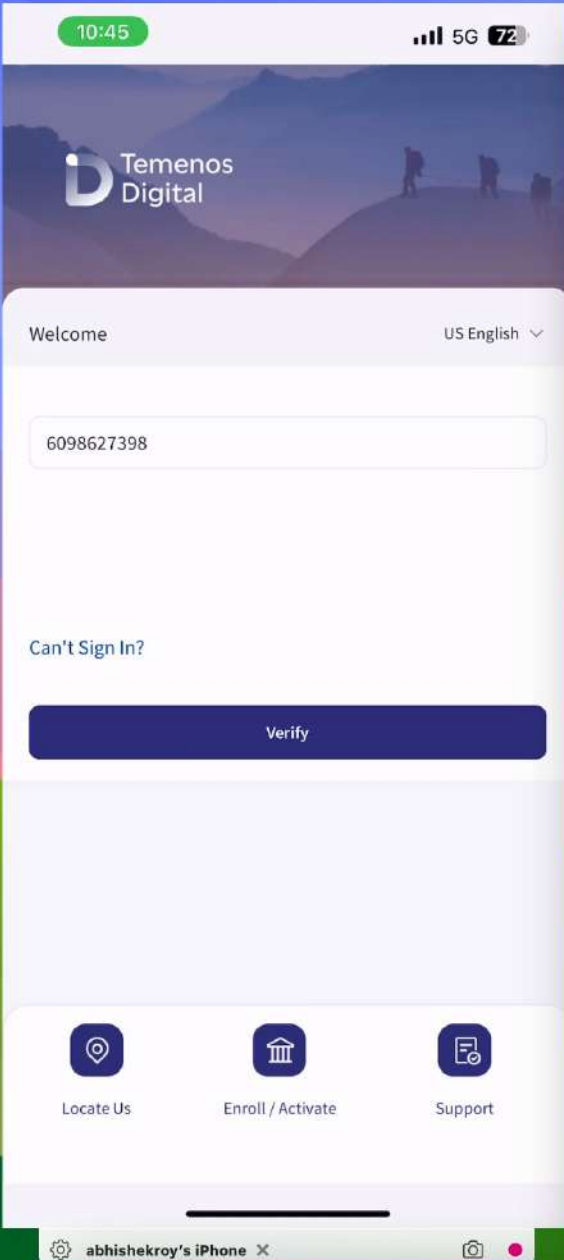 10:45
5G 72
Temenos
Digital
Welcome
US English
6098627398
Can't Sign In?
Verify
Locate Us
Enroll / Activate
Support
abhishekroy's iPhone